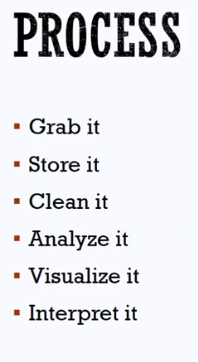 PROCESS
▪ Grab it
▪ Store it
▪ Clean it
▪ Analyze it
▪ Visualize it
▪ Interpret it